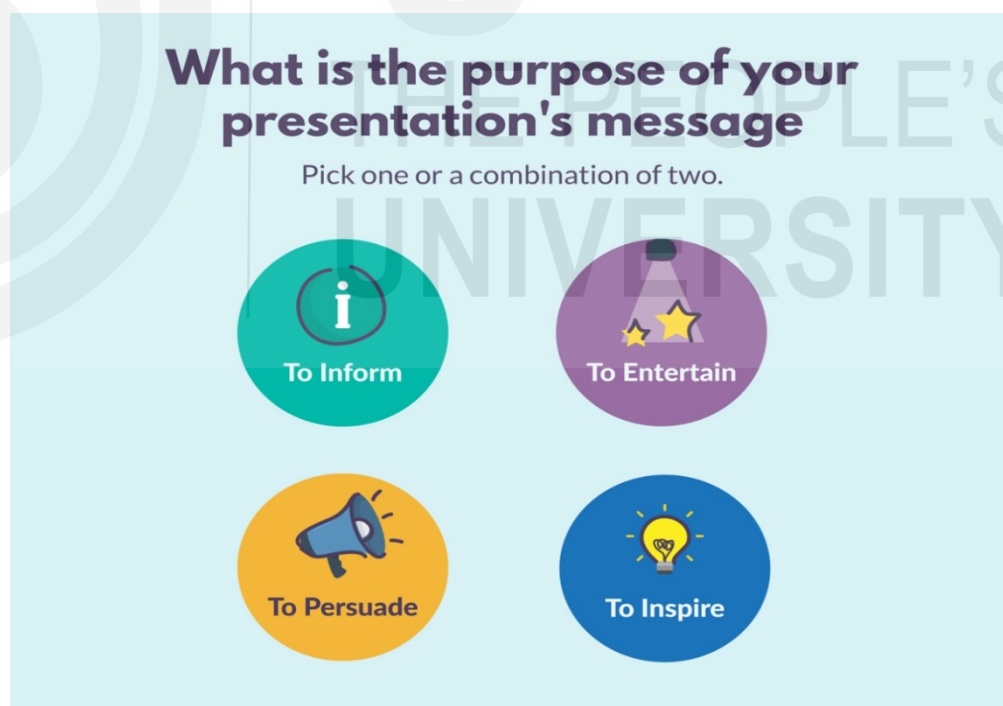 What is the purpose of your
presentation's message
THE PEOPLE'S
Pick one or a combination of two.
UNIVERSITY
i
To Inform
To Entertain
To Persuade
To Inspire